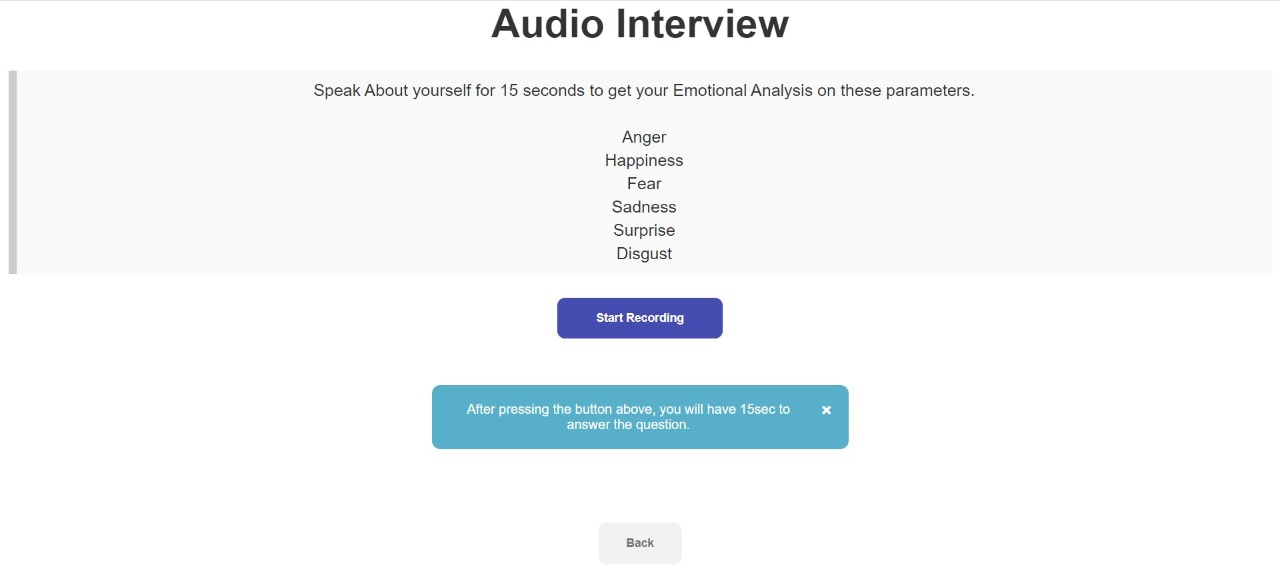 Audio Interview
Speak About yourself for 15 seconds to get your Emotional Analysis on these parameters.
Anger
Happiness
Fear
Sadness
Surprise
Disgust
Start Recording
After pressing the button above, you will have 15sec to
answer the question.
Back